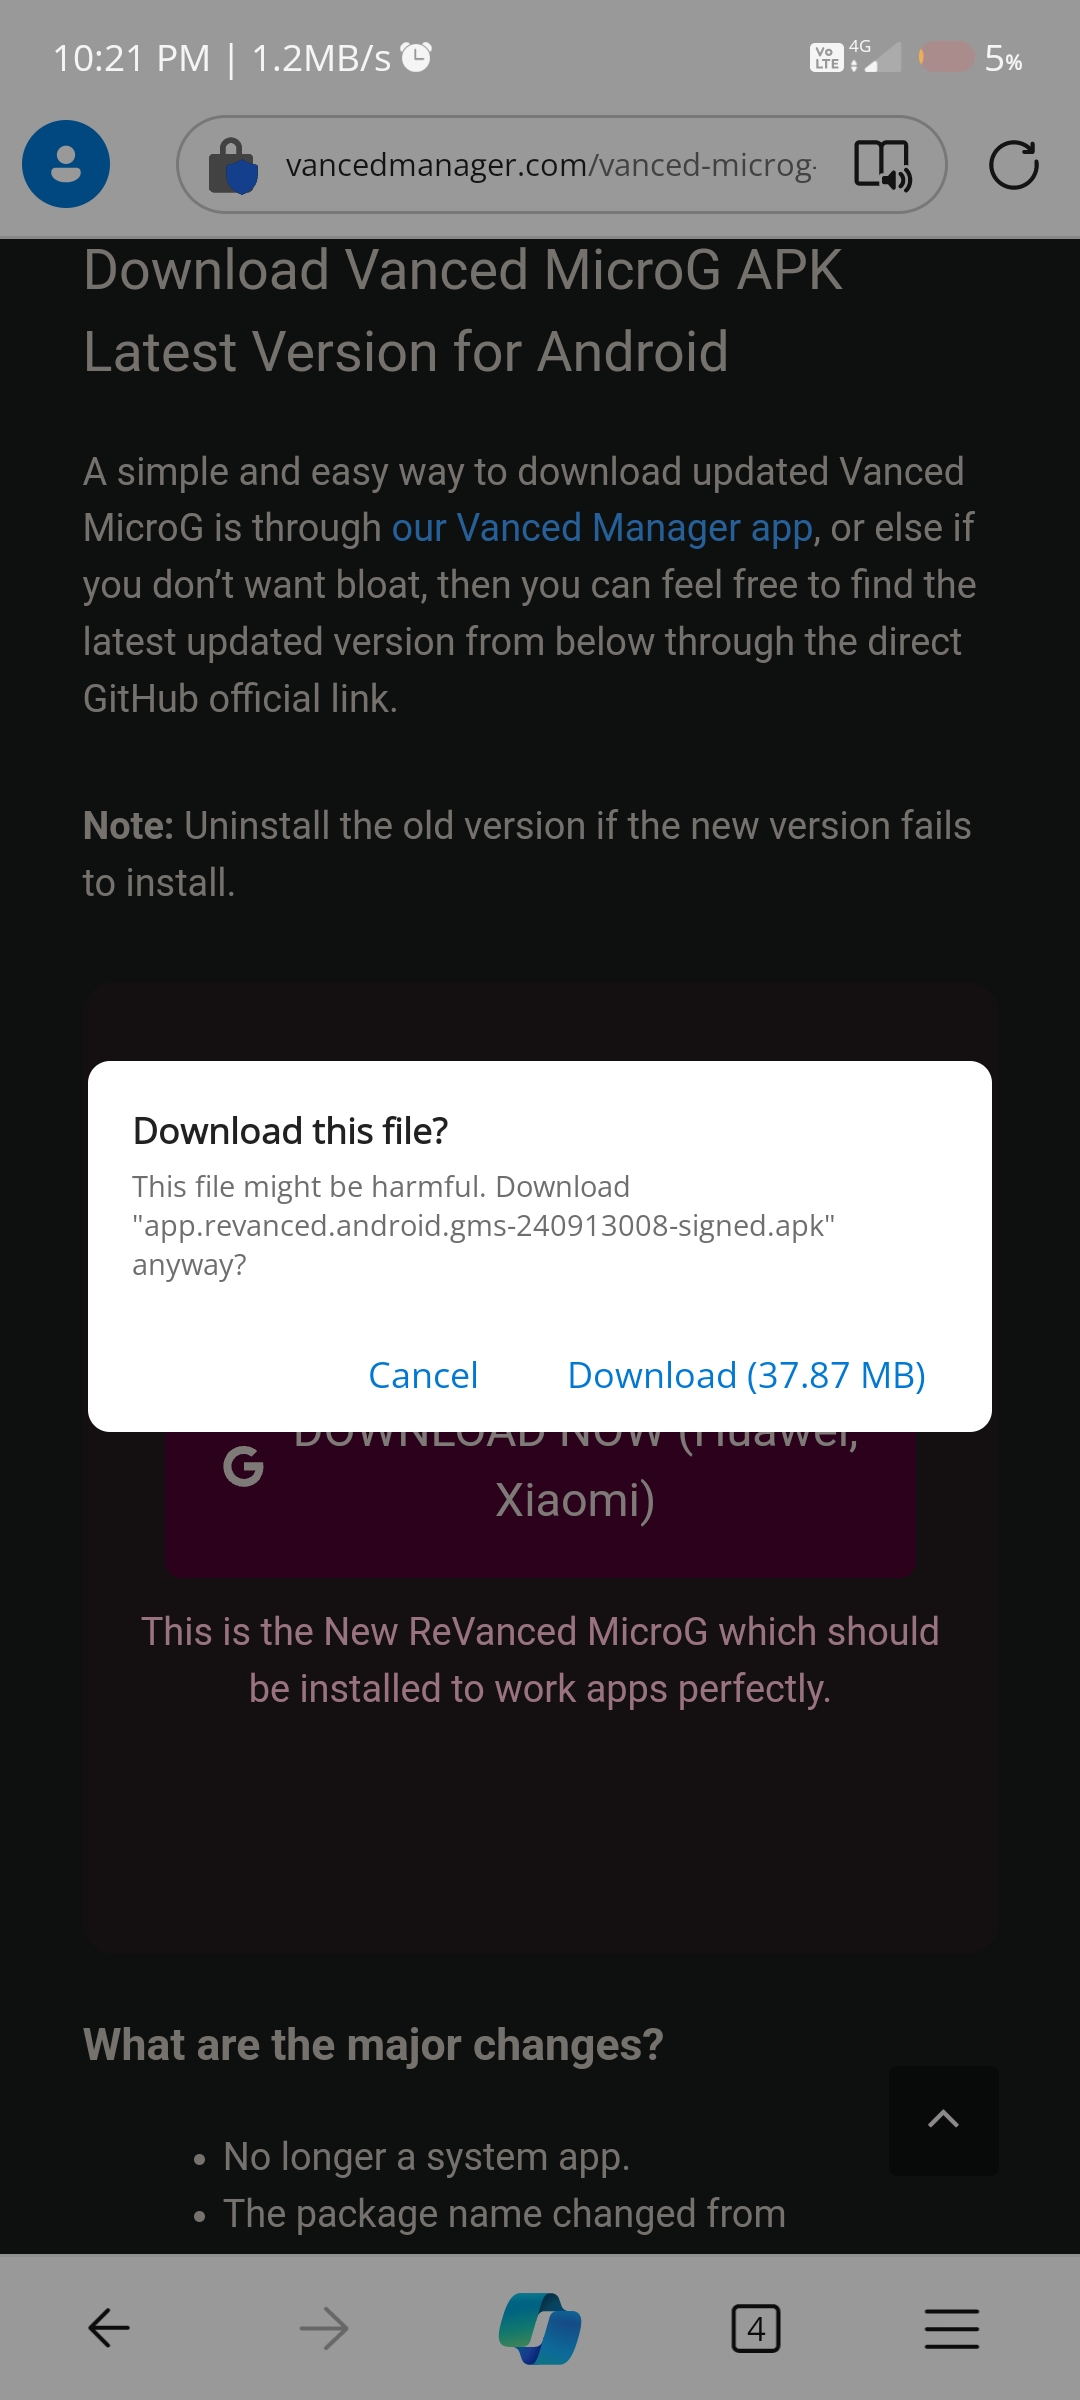 10:21 PM | 1.2MB/s
Vo LTE 4G 5%
vancedmanager.com/vanced-microg-
Download Vanced MicroG APK
Latest Version for Android
A simple and easy way to download updated Vanced
MicroG is through our Vanced Manager app, or else if
you don’t want bloat, then you can feel free to find the
latest updated version from below through the direct
GitHub official link.
Note: Uninstall the old version if the new version fails
to install.
Download this file?
This file might be harmful. Download
"app.revanced.android.gms-240913008-signed.apk"
anyway?
Cancel Download (37.87 MB)
G DOWNLOAD NOW (Huawei,
Xiaomi)
This is the New ReVanced MicroG which should
be installed to work apps perfectly.
What are the major changes?
• No longer a system app.
• The package name changed from
4